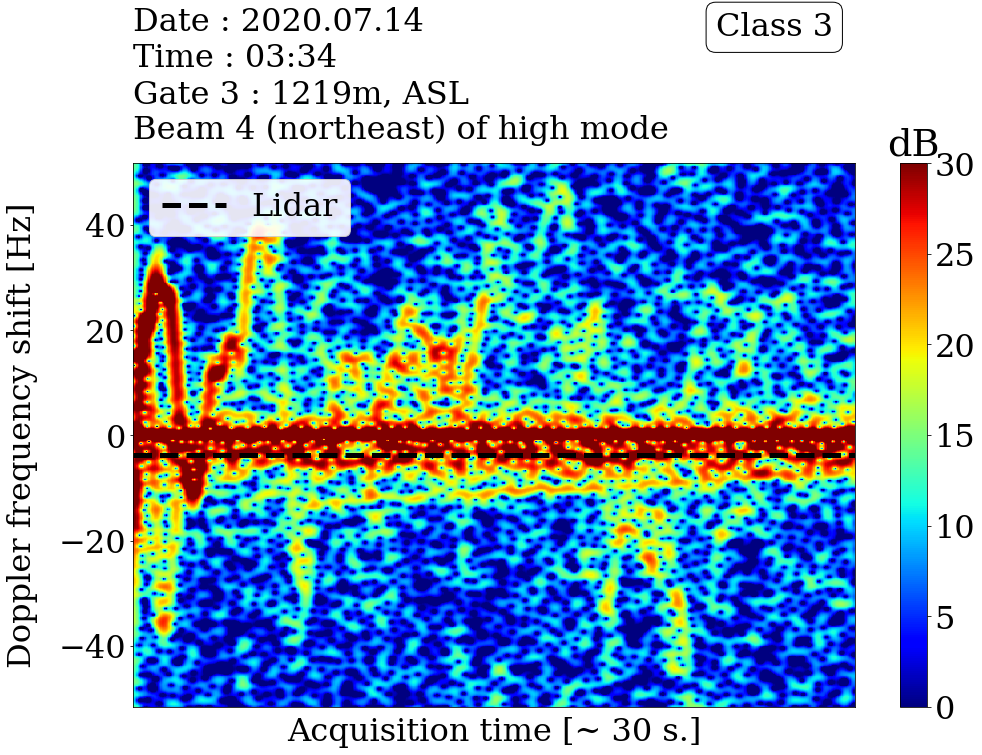 Date : 2020.07.14
Time : 03:34
Gate 3 : 1219m, ASL
Beam 4 (northeast) of high mode
Class 3
dB
Lidar
Doppler frequency shift [Hz]
40
20
0
−20
−40
Acquisition time [~ 30 s.]
30
25
20
15
10
5
0